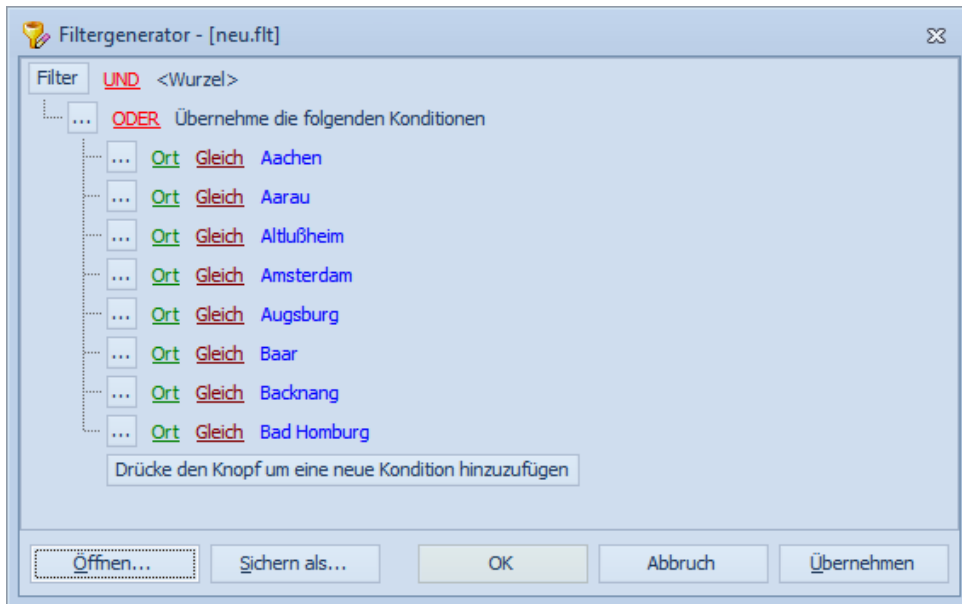 Filtergenerator - [neu.flt]
Filter UND <Wurzel>
... ODER Übernehme die folgenden Konditionen
... Ort Gleich Aachen
... Ort Gleich Aarau
... Ort Gleich Altlußheim
... Ort Gleich Amsterdam
... Ort Gleich Augsburg
... Ort Gleich Baar
... Ort Gleich Backnang
... Ort Gleich Bad Homburg
Drücke den Knopf um eine neue Kondition hinzuzufügen
Öffnen... Sichern als... OK Abbruch Übernehmen